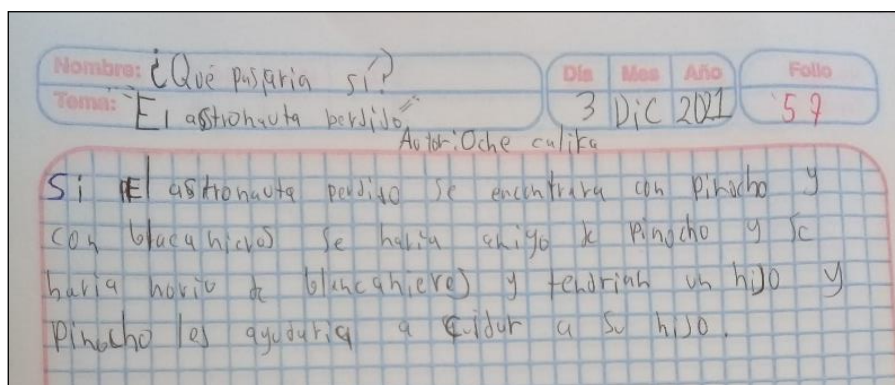 Nombre: ¿Qué pasaria si?
Día Mes Año Folio
Tema: "El astronauta perdido"
3 Dic 2021 57
Autor: Oche califa
Si El astronauta perdido se encontrara con Pinocho y
con blacanieves se haria amigo de Pinocho y se
haria novio de blancanieves y tendrian un hijo y
Pinocho les ayudaria a cuidar a su hijo.